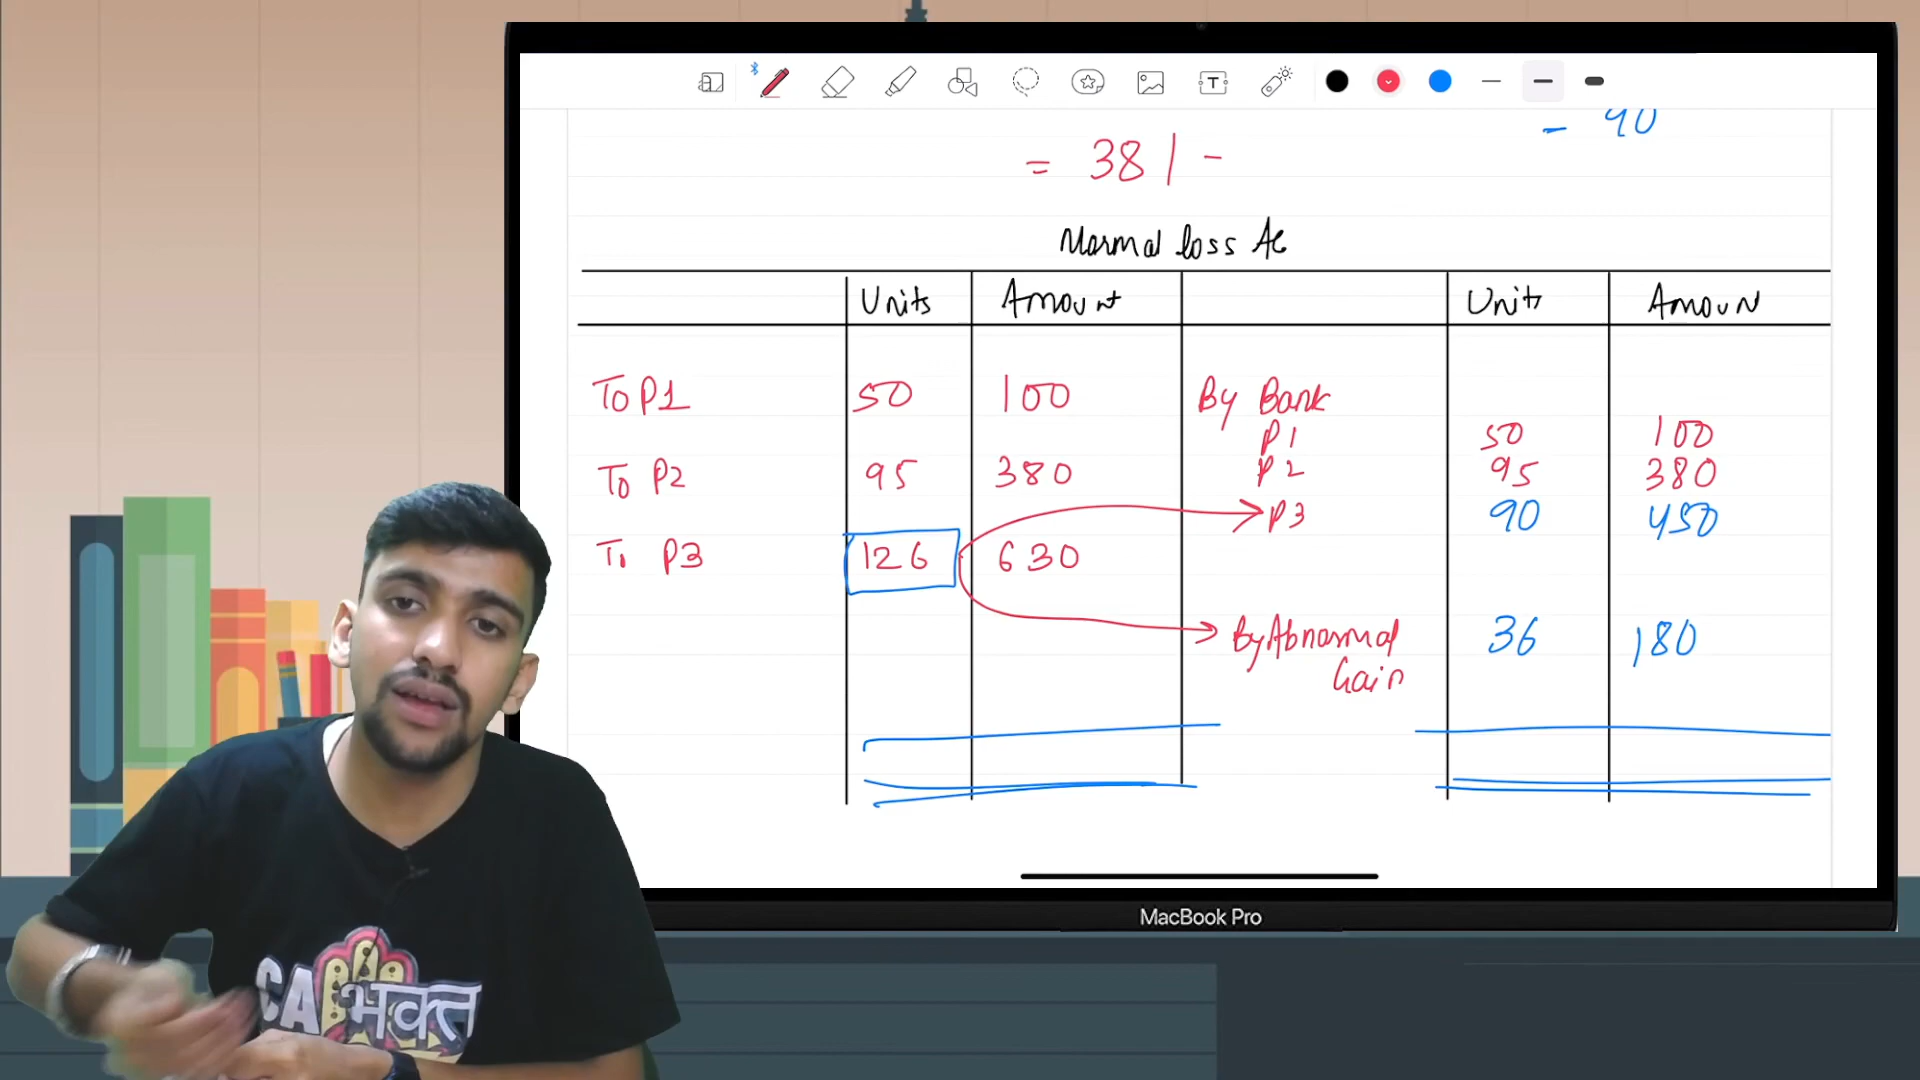 - 90
= 38 / -
Normal loss Ac
Units Amount Units Amount
To P1 50 100 By Bank
P1 50 100
To P2 95 380 P2 95 380
P3 90 450
To P3 126 630
By Abnormal 36 180
Gain
MacBook Pro
CA भक्त